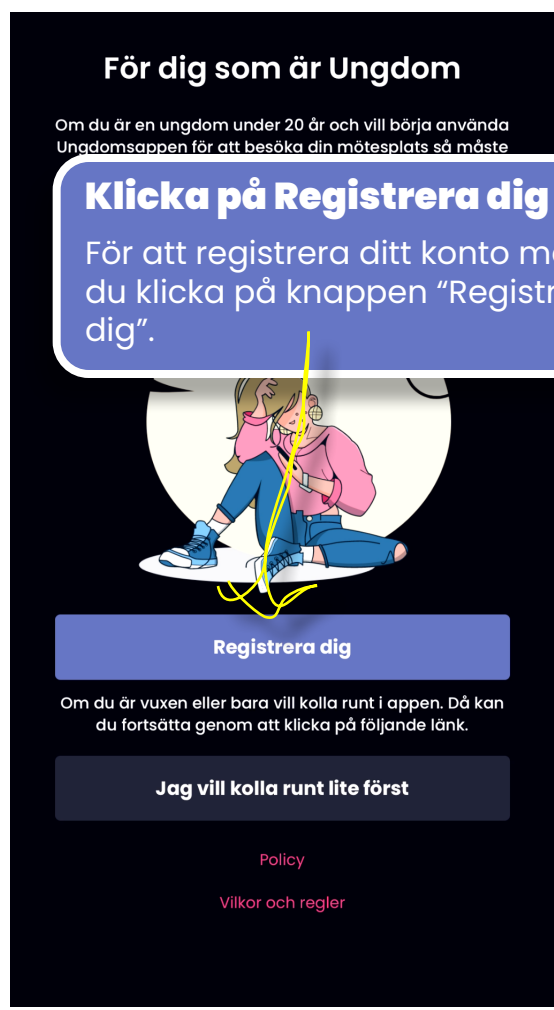 För dig som är Ungdom
Om du är en ungdom under 20 år och vill börja använda
Ungdomsappen för att besöka din mötesplats så måste
Klicka på Registrera dig
För att registrera ditt konto
du klicka på knappen “Registr
dig”.
Registrera dig
Om du är vuxen eller bara vill kolla runt i appen. Då kan
du fortsätta genom att klicka på följande länk.
Jag vill kolla runt lite först
Policy
Vilkor och regler